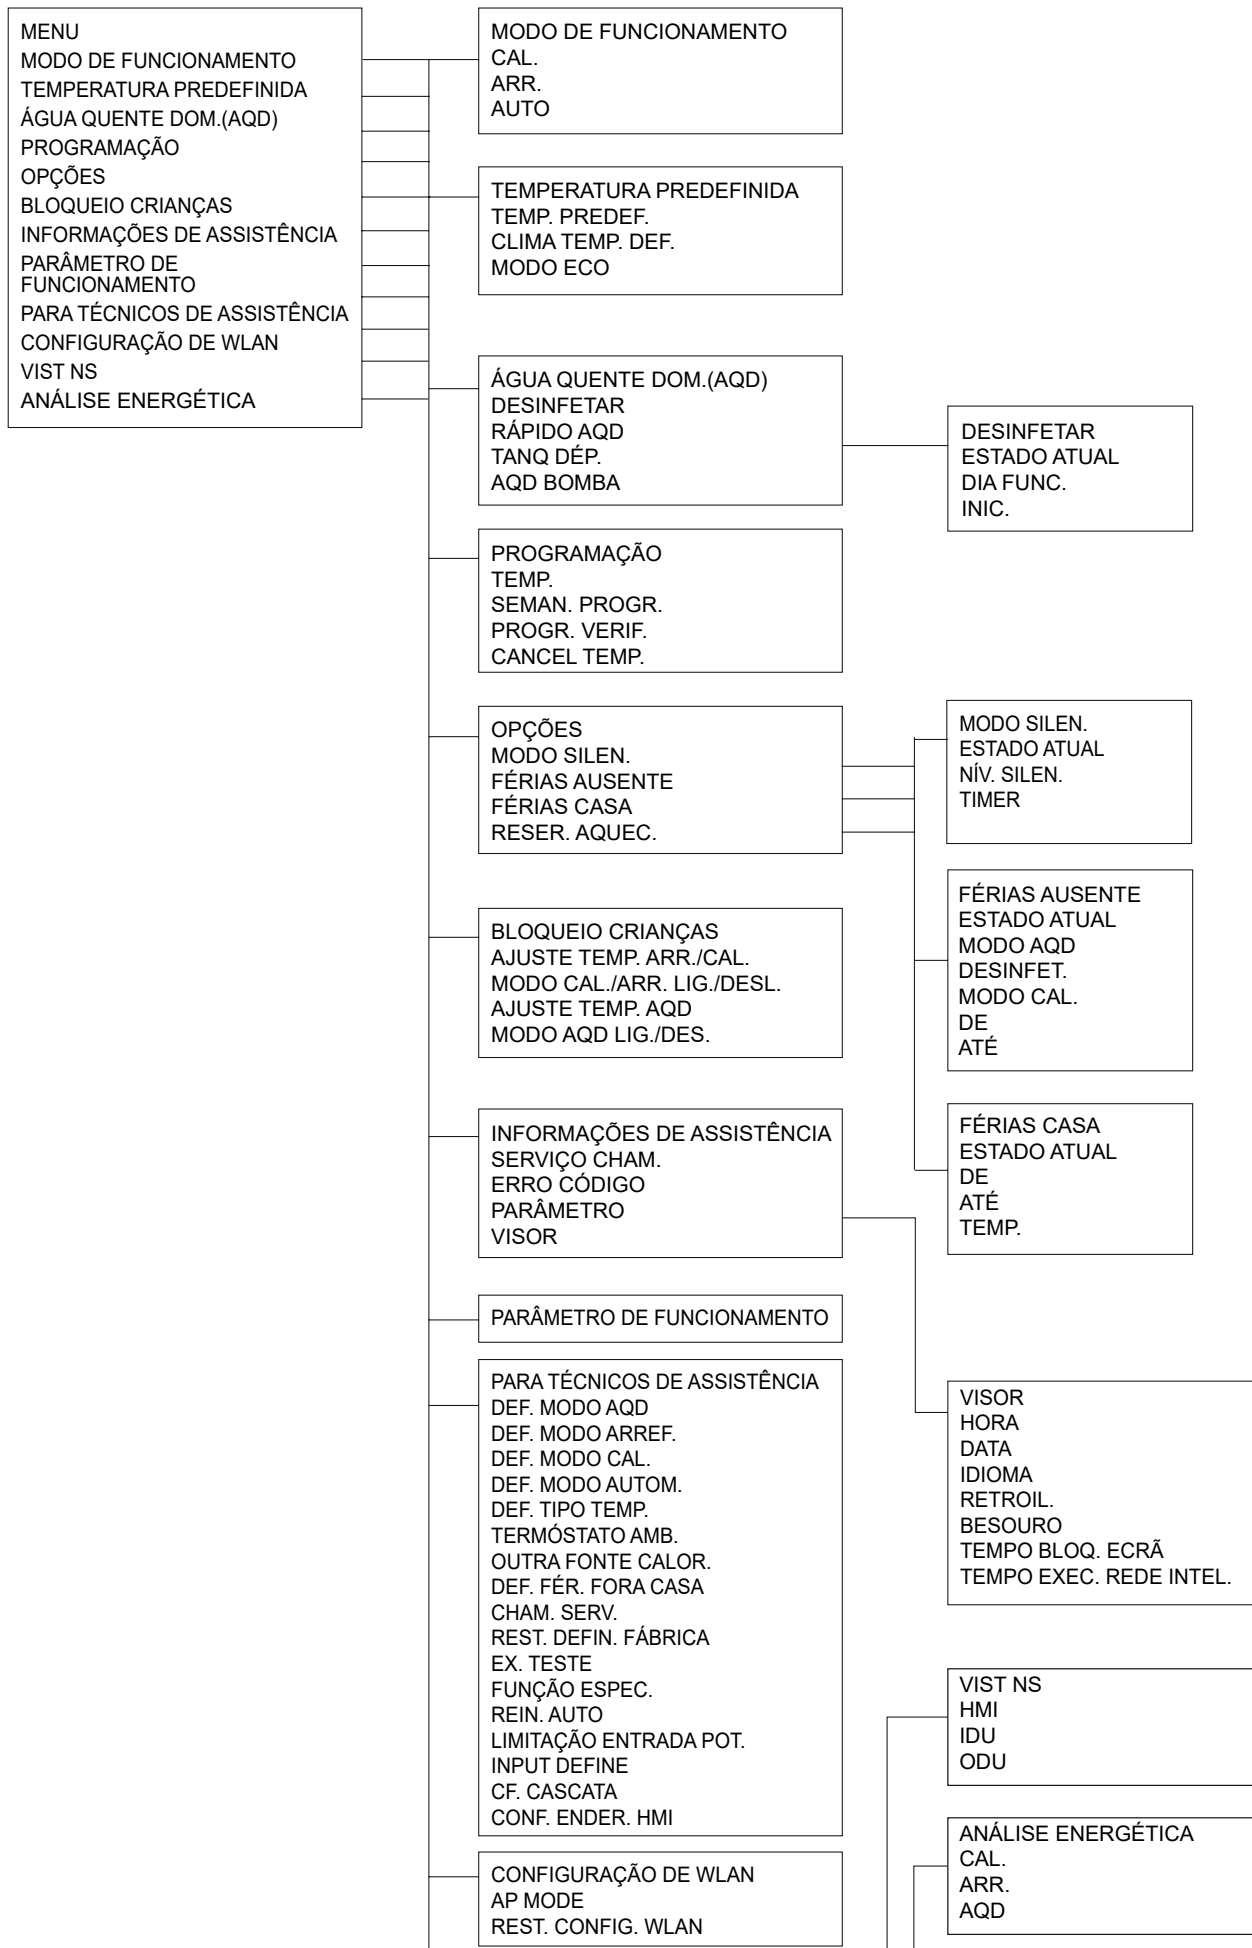 MENU
MODO DE FUNCIONAMENTO
TEMPERATURA PREDEFINIDA
ÁGUA QUENTE DOM.(AQD)
PROGRAMAÇÃO
OPÇÕES
BLOQUEIO CRIANÇAS
INFORMAÇÕES DE ASSISTÊNCIA
PARÂMETRO DE
FUNCIONAMENTO
PARA TÉCNICOS DE ASSISTÊNCIA
CONFIGURAÇÃO DE WLAN
VIST NS
ANÁLISE ENERGÉTICA
MODO DE FUNCIONAMENTO
CAL.
ARR.
AUTO
TEMPERATURA PREDEFINIDA
TEMP. PREDEF.
CLIMA TEMP. DEF.
MODO ECO
ÁGUA QUENTE DOM.(AQD)
DESINFETAR
RÁPIDO AQD
TANQ DÉP.
AQD BOMBA
DESINFETAR
ESTADO ATUAL
DIA FUNC.
INIC.
PROGRAMAÇÃO
TEMP.
SEMAN. PROGR.
PROGR. VERIF.
CANCEL TEMP.
OPÇÕES
MODO SILEN.
FÉRIAS AUSENTE
FÉRIAS CASA
RESER. AQUEC.
MODO SILEN.
ESTADO ATUAL
NÍV. SILEN.
TIMER
FÉRIAS AUSENTE
ESTADO ATUAL
MODO AQD
DESINFET.
MODO CAL.
DE
ATÉ
FÉRIAS CASA
ESTADO ATUAL
DE
ATÉ
TEMP.
BLOQUEIO CRIANÇAS
AJUSTE TEMP. ARR./CAL.
MODO CAL./ARR. LIG./DESL.
AJUSTE TEMP. AQD
MODO AQD LIG./DES.
INFORMAÇÕES DE ASSISTÊNCIA
SERVIÇO CHAM.
ERRO CÓDIGO
PARÂMETRO
VISOR
VISOR
HORA
DATA
IDIOMA
RETROIL.
BESOURO
TEMPO BLOQ. ECRÃ
TEMPO EXEC. REDE INTEL.
PARÂMETRO DE FUNCIONAMENTO
PARA TÉCNICOS DE ASSISTÊNCIA
DEF. MODO AQD
DEF. MODO ARREF.
DEF. MODO CAL.
DEF. MODO AUTOM.
DEF. TIPO TEMP.
TERMÓSTATO AMB.
OUTRA FONTE CALOR.
DEF. FÉR. FORA CASA
CHAM. SERV.
REST. DEFIN. FÁBRICA
EX. TESTE
FUNÇÃO ESPEC.
REIN. AUTO
LIMITAÇÃO ENTRADA POT.
INPUT DEFINE
CF. CASCATA
CONF. ENDER. HMI
CONFIGURAÇÃO DE WLAN
AP MODE
REST. CONFIG. WLAN
VIST NS
HMI
IDU
ODU
ANÁLISE ENERGÉTICA
CAL.
ARR.
AQD